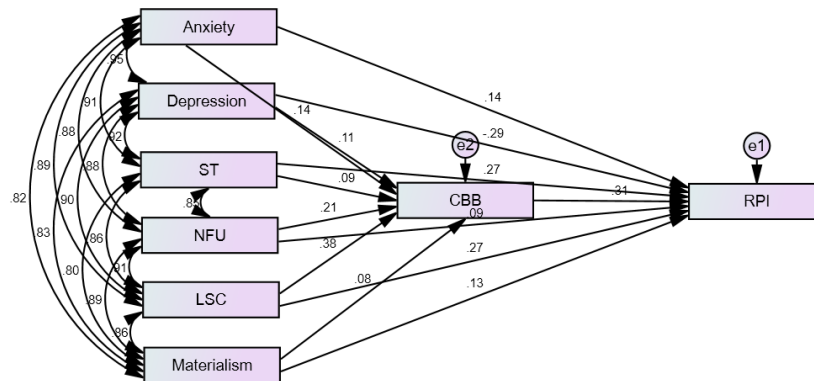 Anxiety
.95
Depression
.14
.91
.14
.11
-.29
e2
e1
.88
.92
ST
.27
.89
.88
.09
CBB
.31
RPI
.82
.90
.21
.09
NFU
.83
.86
.38
.27
.80
.91
.08
.13
.89
LSC
.86
Materialism